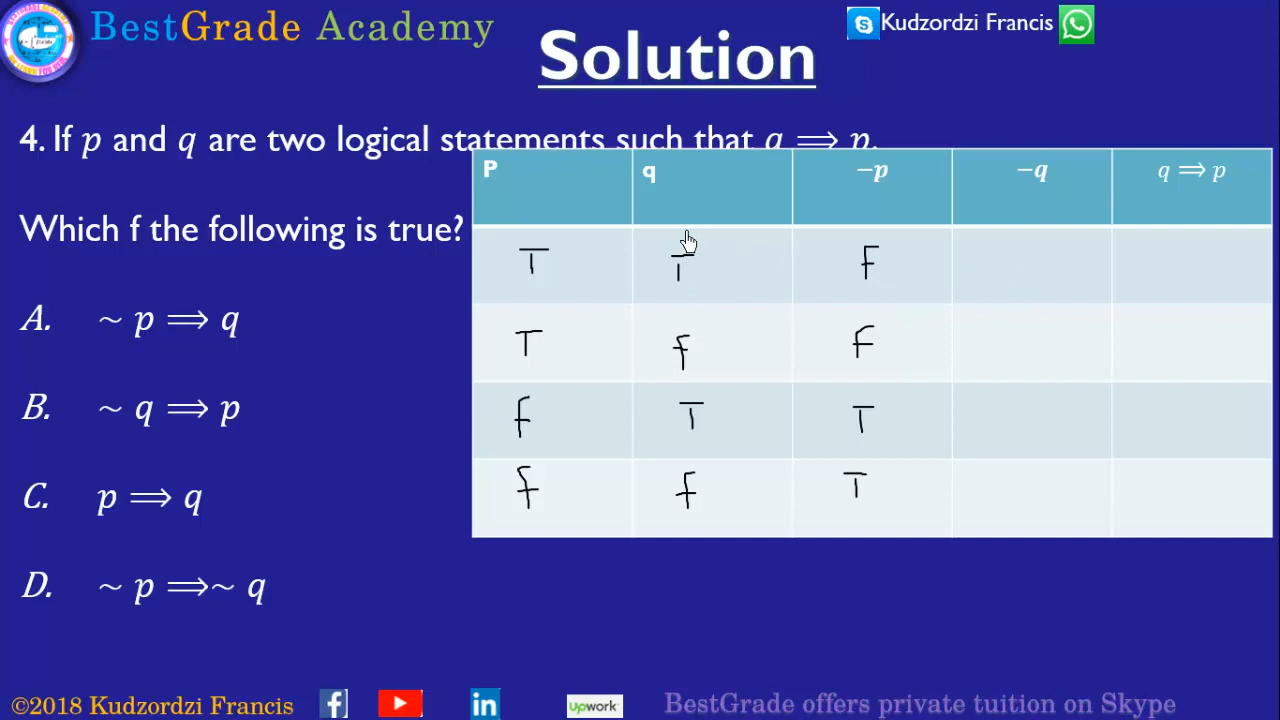 BestGrade Academy
Kudzordzi Francis
Solution
4. If p and q are two logical statements such that q ⟹ p.
Which f the following is true?
A. ~ p ⟹ q
B. ~ q ⟹ p
C. p ⟹ q
D. ~ p ⟹~ q
P q −p −q q ⟹ p
T T F
T F F
F T T
F F T
©2018 Kudzordzi Francis
f
in
upwork
BestGrade offers private tuition on Skype